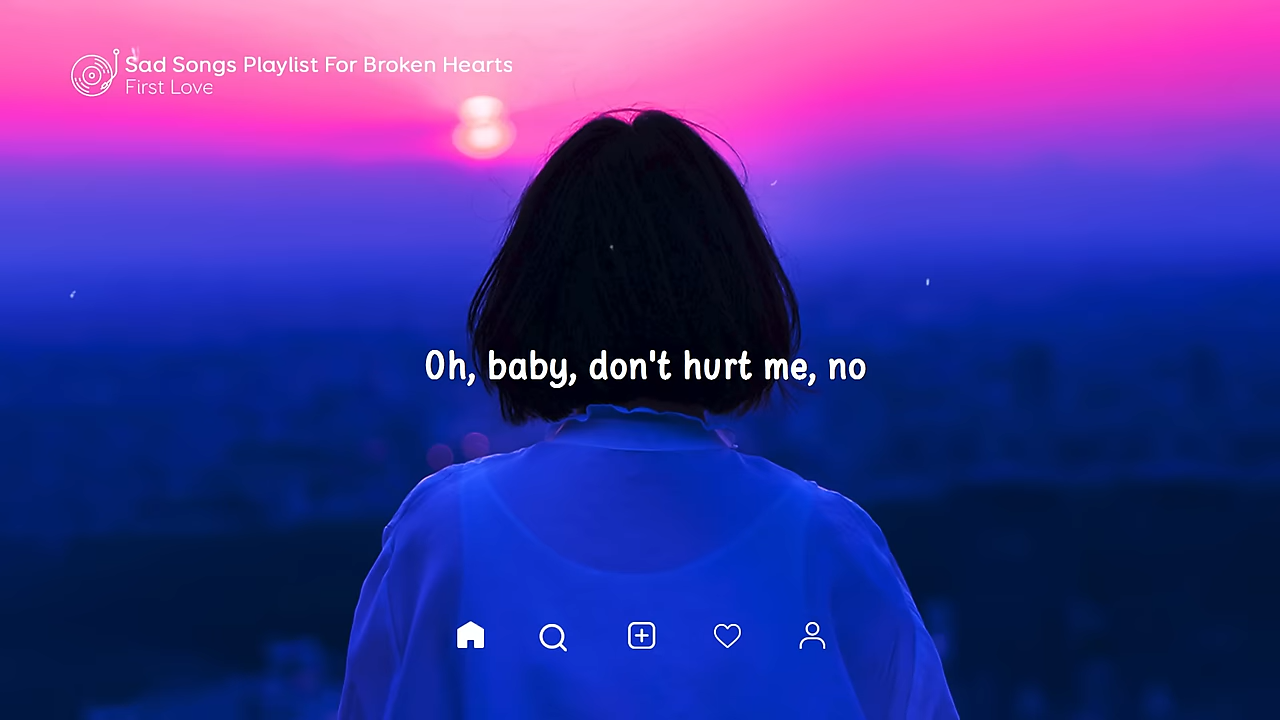 Sad Songs Playlist For Broken Hearts
First Love
Oh, baby, don't hurt me, no